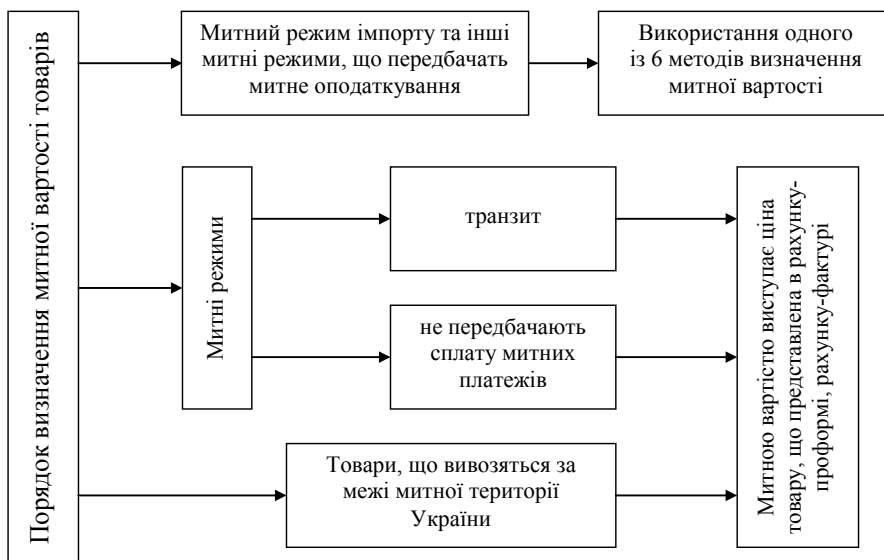 Порядок визначення митної вартості товарів
Митний режим імпорту та інші
митні режими, що передбачать
митне оподаткування
Використання одного
із 6 методів визначення
митної вартості
Митні режими
транзит
не передбачають
сплату митних
платежів
Товари, що вивозяться за
межі митної території
України
Митною вартістю виступає ціна
товару, що представлена в рахунку-
проформі, рахунку-фактурі